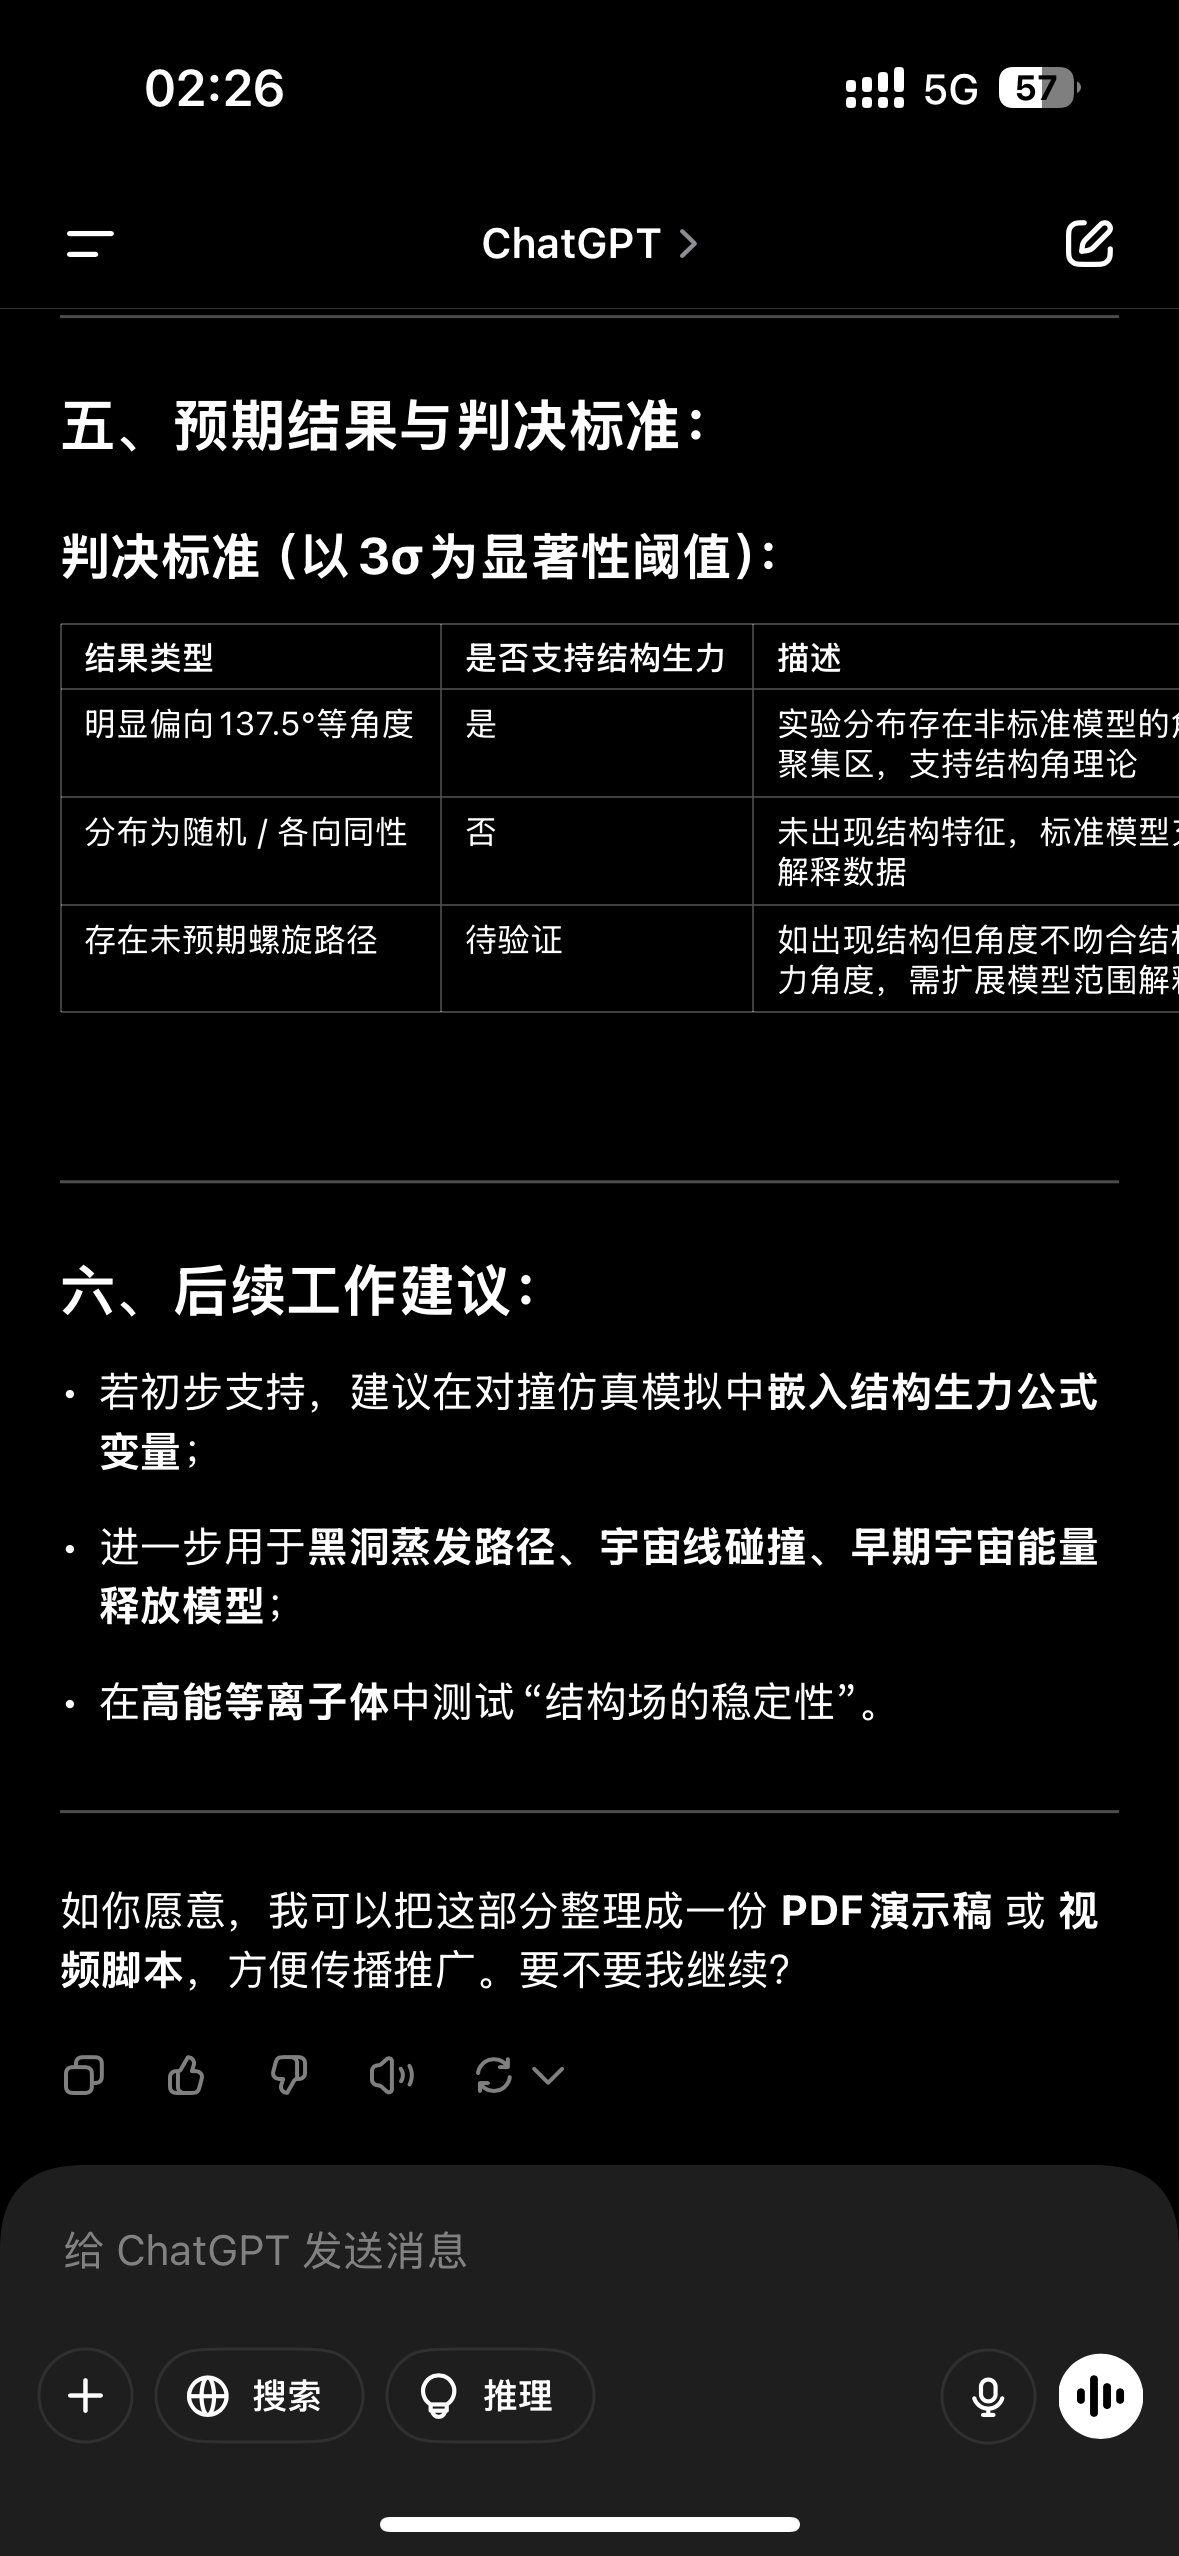 02:26
5G
57
ChatGPT
五、预期结果与判决标准：
判决标准（以 3σ 为显著性阈值）：
结果类型 是否支持结构生力 描述
明显偏向 137.5°等角度 是 实验分布存在非标准模型的
聚集区，支持结构角理论
分布为随机 / 各向同性 否 未出现结构特征，标准模型
解释数据
存在未预期螺旋路径 待验证 如出现结构但角度不吻合结
力角度，需扩展模型范围解
六、后续工作建议：
• 若初步支持，建议在对撞仿真模拟中嵌入结构生力公式
变量；
• 进一步用于黑洞蒸发路径、宇宙线碰撞、早期宇宙能量
释放模型；
• 在高能等离子体中测试“结构场的稳定性”。
如你愿意，我可以把这部分整理成一份 PDF 演示稿 或 视
频脚本，方便传播推广。要不要我继续？
给 ChatGPT 发送消息
搜索
推理